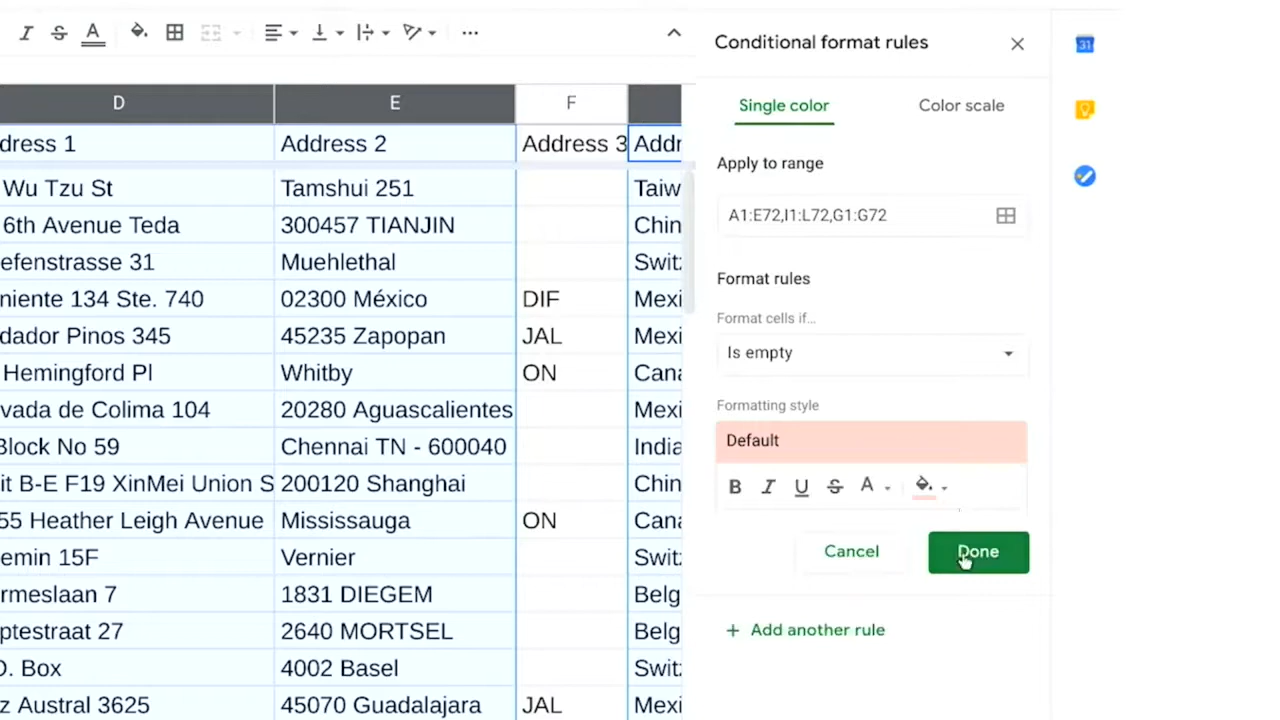 D E F
dress 1 Address 2 Address 3 Addr
Wu Tzu St Tamshui 251 Taiw
6th Avenue Teda 300457 TIANJIN Chin
efenstrasse 31 Muehlethal Swit
niente 134 Ste. 740 02300 México DIF Mexi
dador Pinos 345 45235 Zapopan JAL Mexi
Hemingford Pl Whitby ON Cana
vada de Colima 104 20280 Aguascalientes Mexi
Block No 59 Chennai TN - 600040 India
it B-E F19 XinMei Union S 200120 Shanghai Chin
55 Heather Leigh Avenue Mississauga ON Cana
emin 15F Vernier Switz
rmeslaan 7 1831 DIEGEM Belg
ptestraat 27 2640 MORTSEL Belg
O. Box 4002 Basel Switz
z Austral 3625 45070 Guadalajara JAL Mexi
Conditional format rules
Single color Color scale
Apply to range
A1:E72,I1:L72,G1:G72
Format rules
Format cells if…
Is empty
Formatting style
Default
B I U S A
Cancel Done
+ Add another rule
31